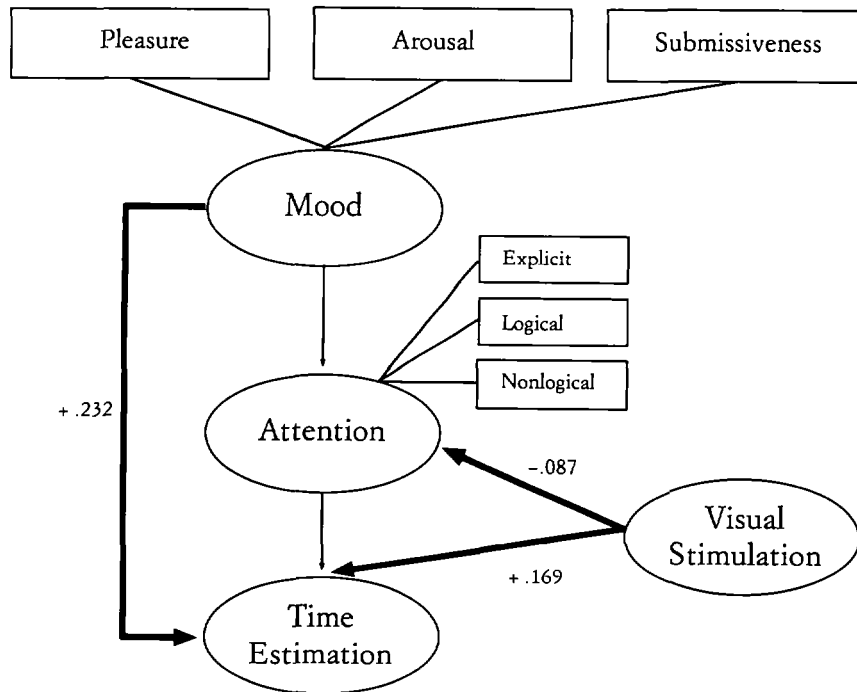 Pleasure
Arousal
Submissiveness
Mood
Explicit
Logical
Nonlogical
+ .232
Attention
-.087
Visual
Stimulation
+ .169
Time
Estimation